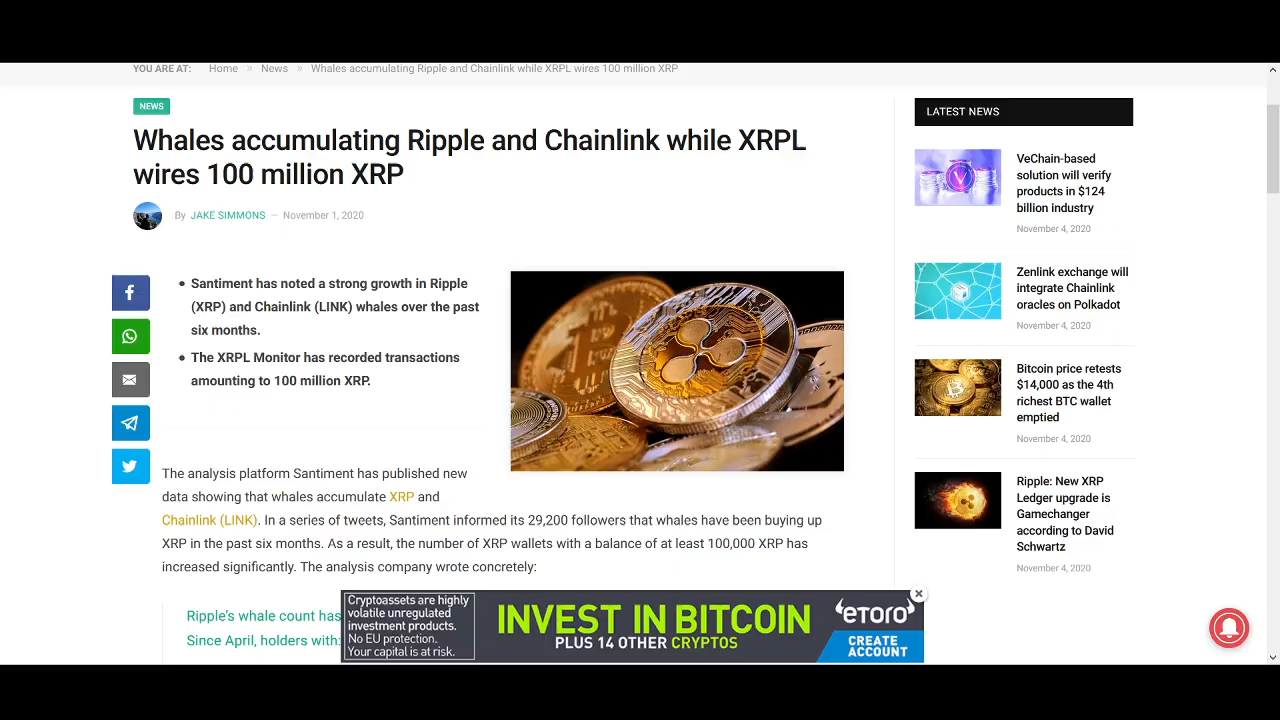 YOU ARE AT: Home » News » Whales accumulating Ripple and Chainlink while XRPL wires 100 million XRP
NEWS
Whales accumulating Ripple and Chainlink while XRPL
wires 100 million XRP
By JAKE SIMMONS — November 1, 2020
• Santiment has noted a strong growth in Ripple
(XRP) and Chainlink (LINK) whales over the past
six months.
• The XRPL Monitor has recorded transactions
amounting to 100 million XRP.
The analysis platform Santiment has published new
data showing that whales accumulate XRP and
Chainlink (LINK). In a series of tweets, Santiment informed its 29,200 followers that whales have been buying up
XRP in the past six months. As a result, the number of XRP wallets with a balance of at least 100,000 XRP has
increased significantly. The analysis company wrote concretely:
Ripple's whale count has
Since April, holders with:
Cryptoassets are highly
volatile unregulated
investment products.
No EU protection.
Your capital is at risk.
INVEST IN BITCOIN
PLUS 14 OTHER CRYPTOS
eToro
CREATE
ACCOUNT
LATEST NEWS
VeChain-based
solution will verify
products in $124
billion industry
November 4, 2020
Zenlink exchange will
integrate Chainlink
oracles on Polkadot
November 4, 2020
Bitcoin price retests
$14,000 as the 4th
richest BTC wallet
emptied
November 4, 2020
Ripple: New XRP
Ledger upgrade is
Gamechanger
according to David
Schwartz
November 4, 2020